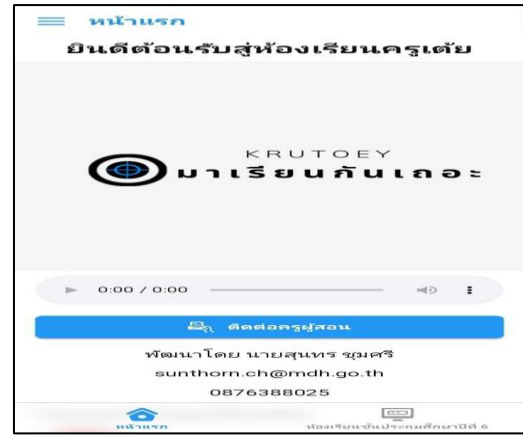 หน้าแรก
ยินดีต้อนรับสู่ห้องเรียนครูเต้ย
KRUTOEY
มาเรียนกันเถอะ
0:00 / 0:00
ติดต่อครูผู้สอน
พัฒนาโดย นายสุนทร ชุมศรี
sunthorn.ch@mdh.go.th
0876388025
หน้าแรก
ห้องเรียนชั้นประถมศึกษาปีที่ 6